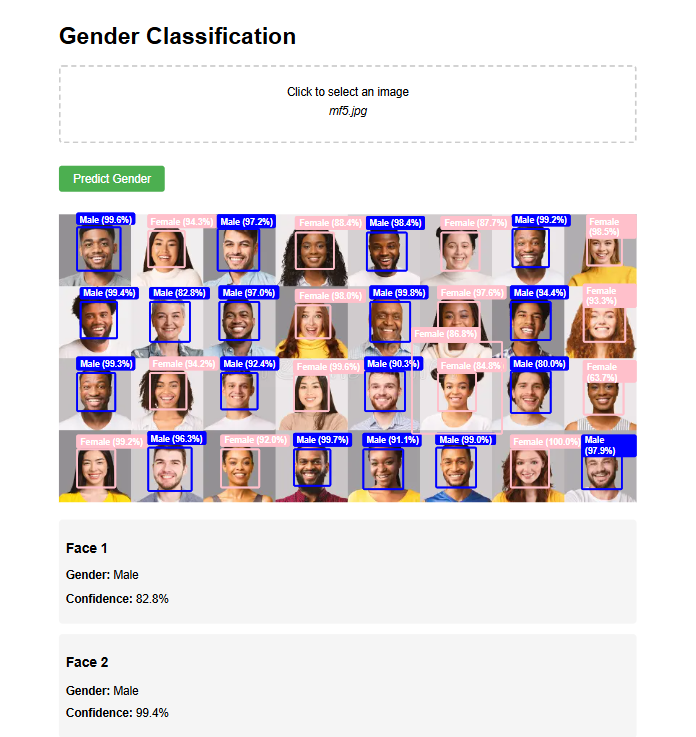 Gender Classification
Click to select an image
mf5.jpg
Predict Gender
Male (99.6%)
Female (94.3%)
Male (97.2%)
Female (88.4%)
Male (98.4%)
Female (87.7%)
Male (99.2%)
Female
(98.5%)
Male (99.4%)
Male (82.8%)
Male (97.0%)
Female (98.0%)
Male (99.8%)
Female (97.6%)
Male (94.4%)
Female
(93.3%)
Female (86.8%)
Male (99.3%)
Female (94.2%)
Male (92.4%)
Female (99.6%)
Male (90.3%)
Female (84.8%
Male (80.0%)
Female
(63.7%)
Female (99.2%)
Male (96.3%)
Female (92.0%)
Male (99.7%)
Male (91.1%)
Male (99.0%)
Female (100.0%)
Male
(97.9%)
Face 1
Gender: Male
Confidence: 82.8%
Face 2
Gender: Male
Confidence: 99.4%